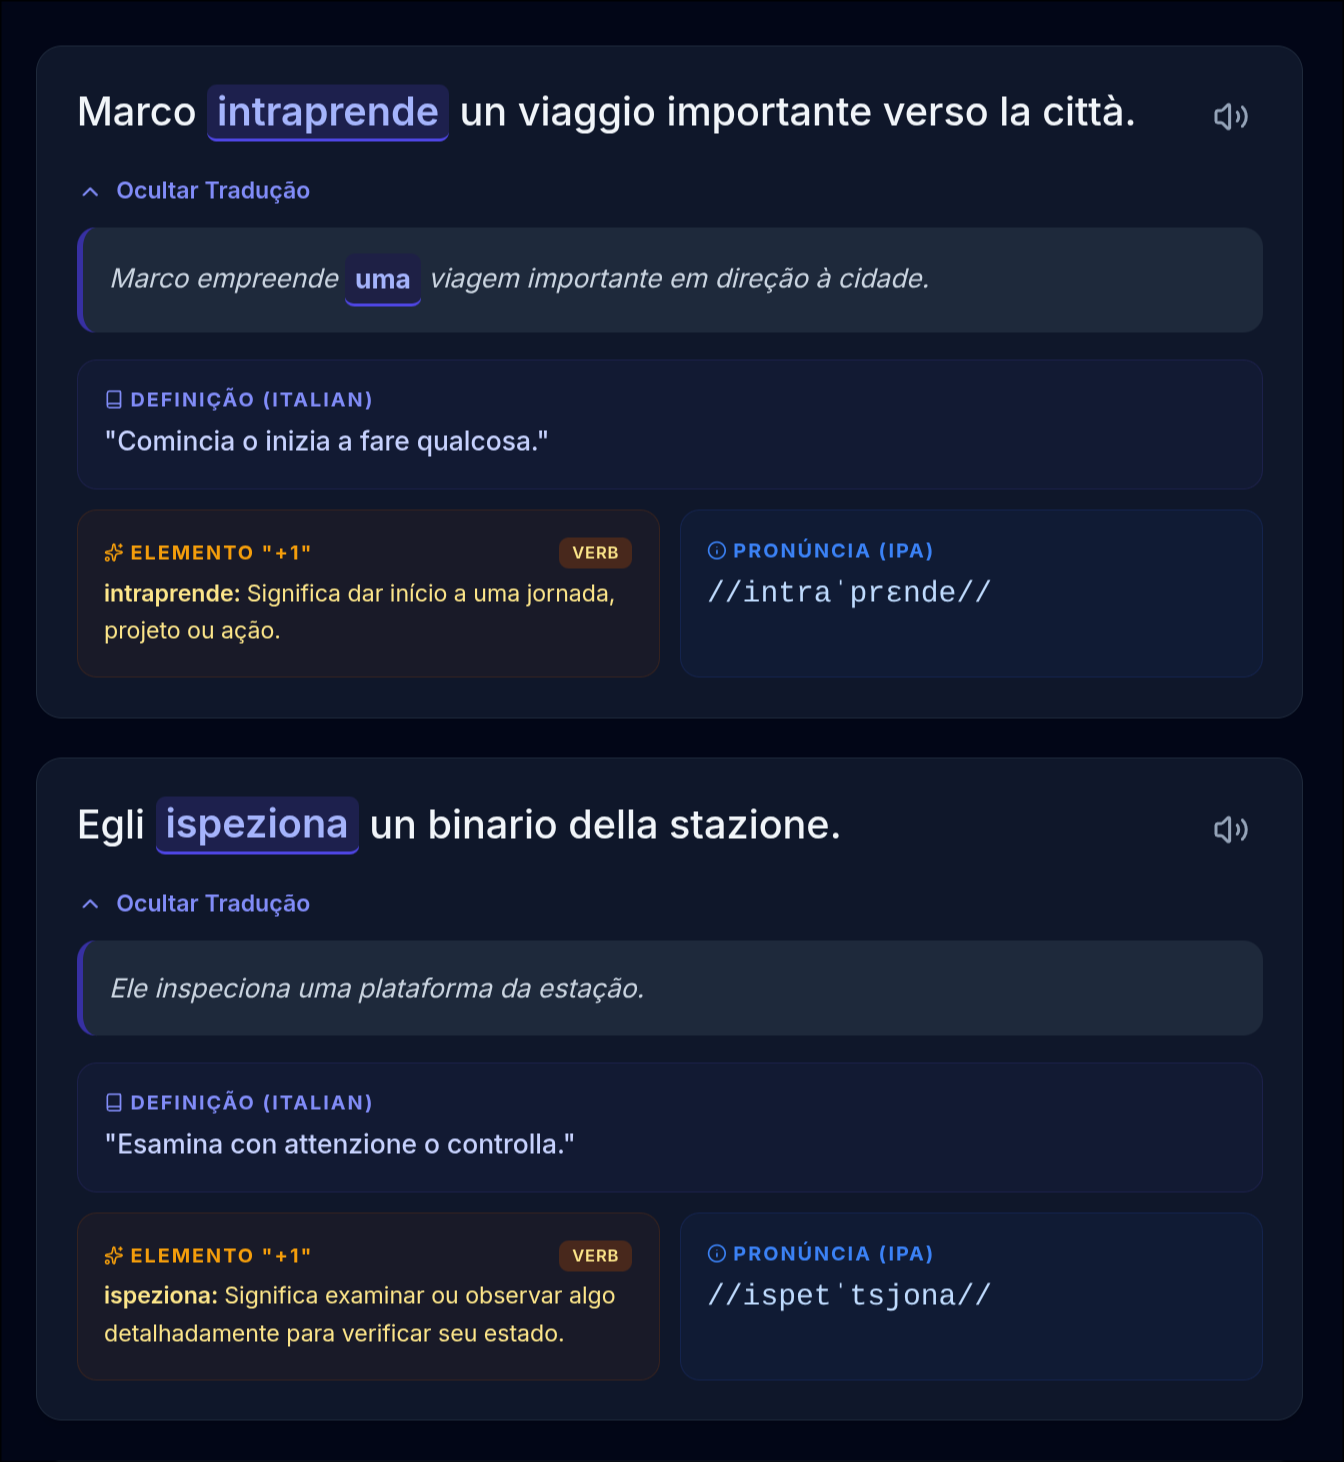 Marco intraprende un viaggio importante verso la città.
Ocultar Tradução
Marco empreende uma viagem importante em direção à cidade.
DEFINIÇÃO (ITALIAN)
"Comincia o inizia a fare qualcosa."
ELEMENTO "+1"
VERB
intraprende: Significa dar início a uma jornada,
projeto ou ação.
PRONÚNCIA (IPA)
//intraˈprɛnde//
Egli ispeziona un binario della stazione.
Ocultar Tradução
Ele inspeciona uma plataforma da estação.
DEFINIÇÃO (ITALIAN)
"Esamina con attenzione o controlla."
ELEMENTO "+1"
VERB
ispeziona: Significa examinar ou observar algo
detalhadamente para verificar seu estado.
PRONÚNCIA (IPA)
//ispetˈtsjona//